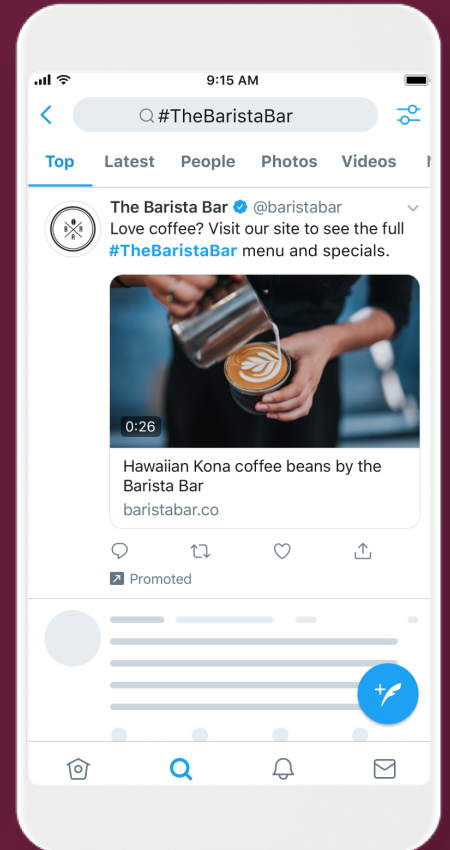 9:15 AM
#TheBaristaBar
Top Latest People Photos Videos
The Barista Bar @baristabar
Love coffee? Visit our site to see the full
#TheBaristaBar menu and specials.
0:26
Hawaiian Kona coffee beans by the
Barista Bar
baristabar.co
Promoted